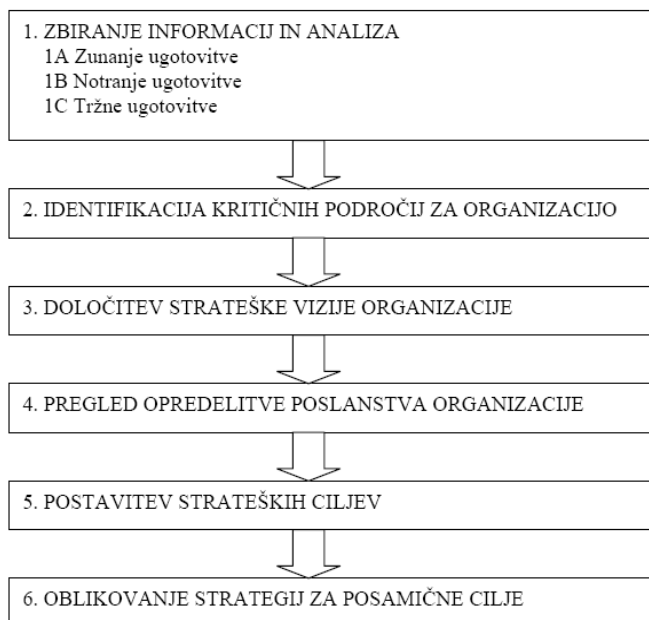 1. ZBIRANJE INFORMACIJ IN ANALIZA
1A Zunanje ugotovitve
1B Notranje ugotovitve
1C Tržne ugotovitve
2. IDENTIFIKACIJA KRITIČNIH PODROČIJ ZA ORGANIZACIJO
3. DOLOČITEV STRATEŠKE VIZIJE ORGANIZACIJE
4. PREGLED OPREDELITVE POSLANSTVA ORGANIZACIJE
5. POSTAVITEV STRATEŠKIH CILJEV
6. OBLIKOVANJE STRATEGIJ ZA POSAMIČNE CILJE